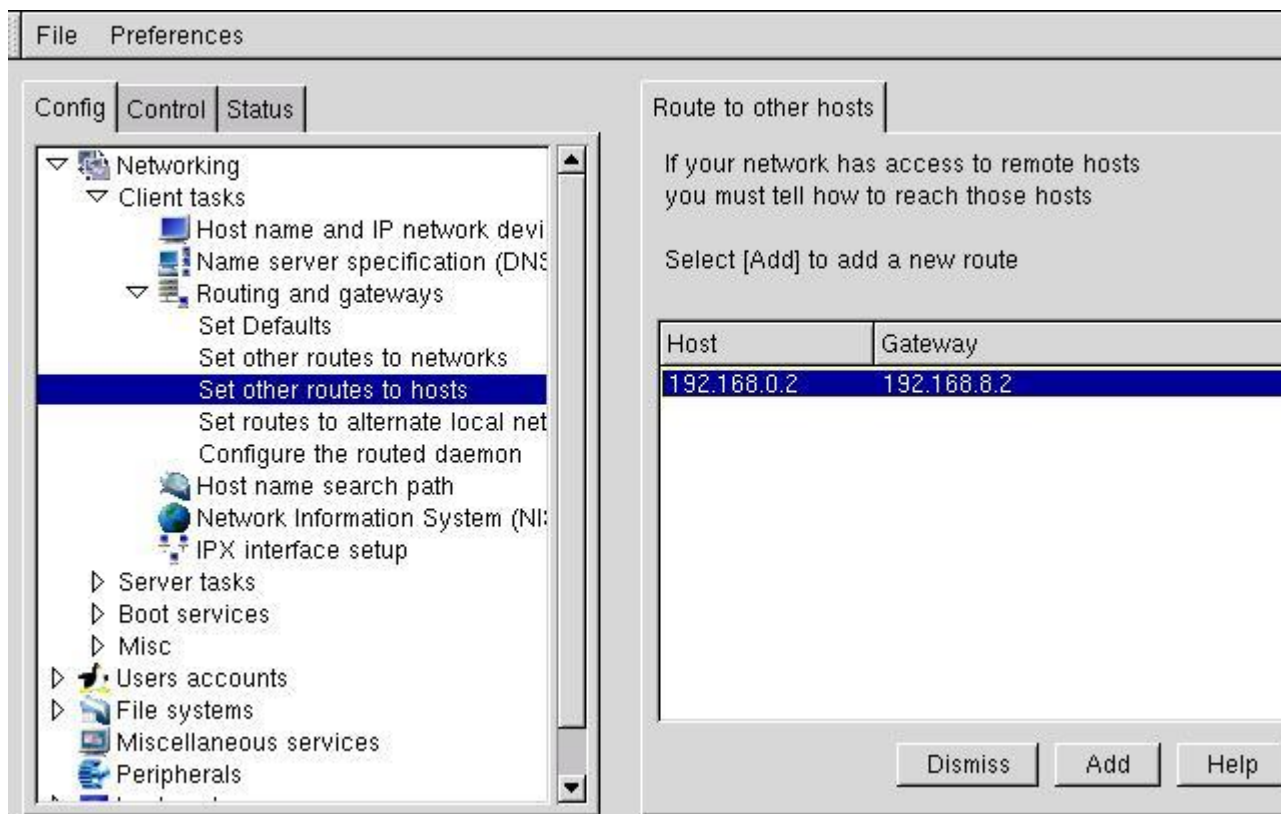 File Preferences
Config Control Status
Networking
Client tasks
Host name and IP network devi
Name server specification (DNS
Routing and gateways
Set Defaults
Set other routes to networks
Set other routes to hosts
Set routes to alternate local net
Configure the routed daemon
Host name search path
Network Information System (NIS
IPX interface setup
Server tasks
Boot services
Misc
Users accounts
File systems
Miscellaneous services
Peripherals
Route to other hosts
If your network has access to remote hosts
you must tell how to reach those hosts
Select [Add] to add a new route
Host Gateway
192.168.0.2 192.168.8.2
Dismiss Add Help